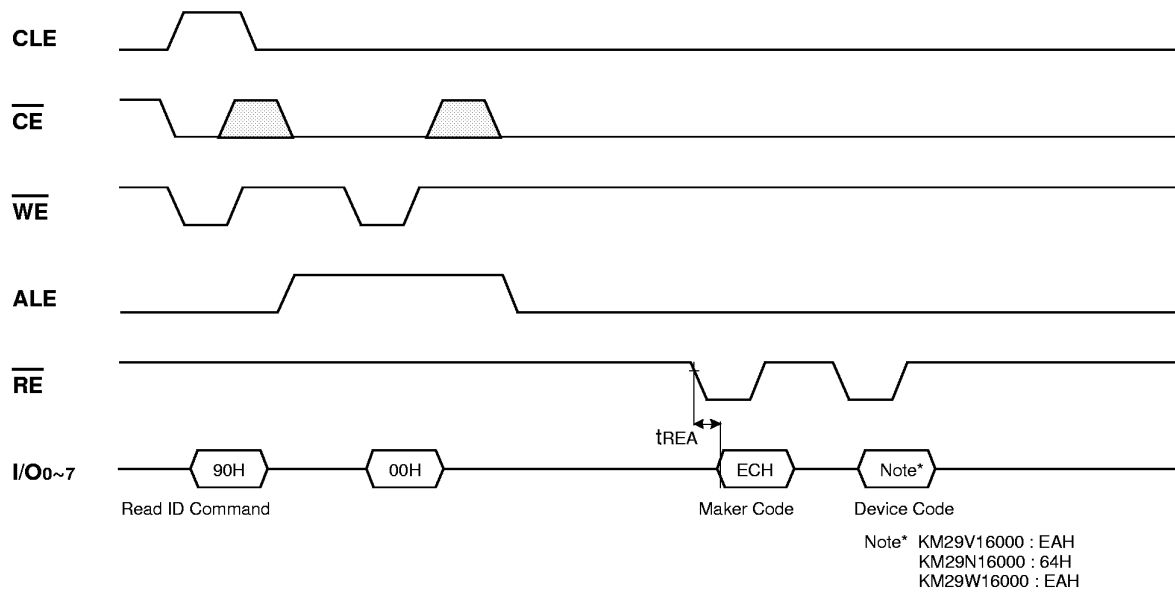 CLE
CE
WE
ALE
RE
tREA
I/O0~7 90H 00H ECH Note*
Read ID Command Maker Code Device Code
Note* KM29V16000 : EAH
KM29N16000 : 64H
KM29W16000 : EAH